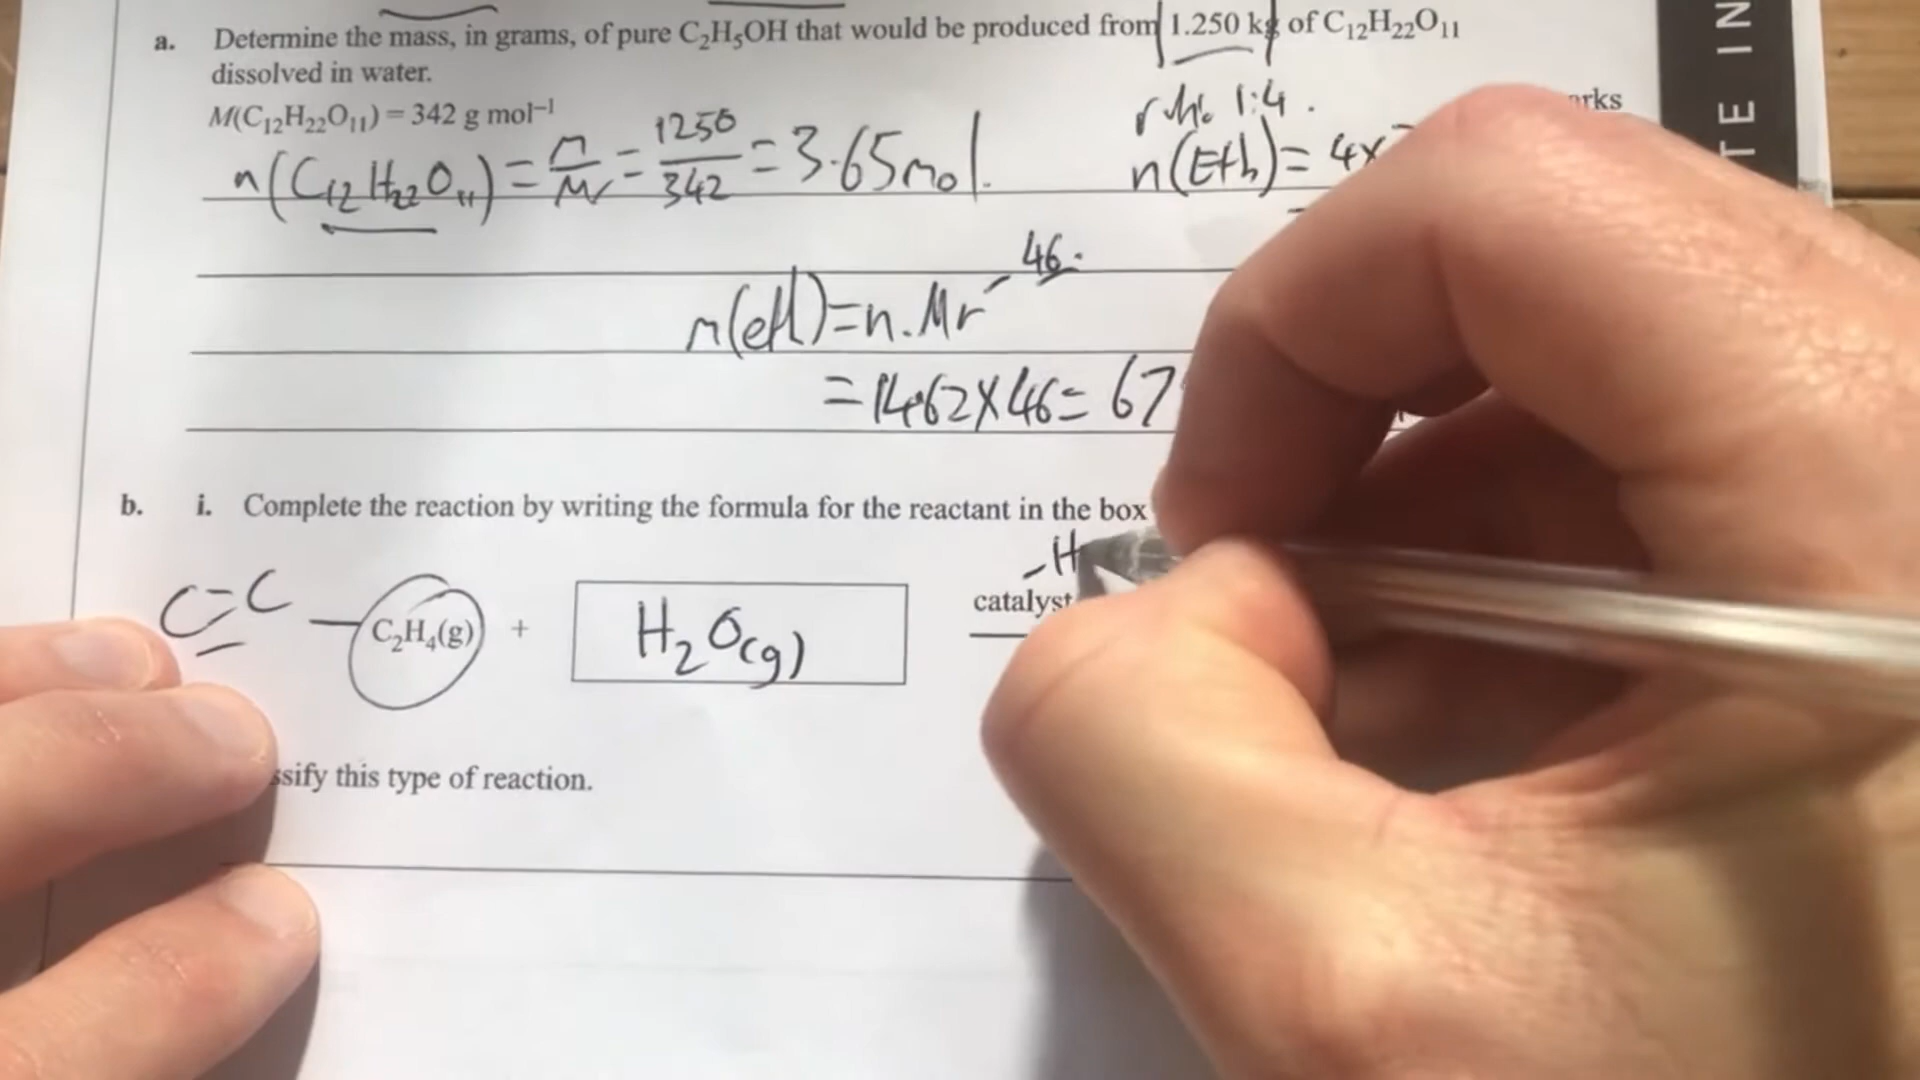 a. Determine the mass, in grams, of pure C₂H₅OH that would be produced from 1.250 kg of C₁₂H₂₂O₁₁
dissolved in water.
M(C₁₂H₂₂O₁₁) = 342 g mol⁻¹
r 1:4.
n(C₁₂H₂₂O₁₁) = m/Mr = 1250/342 = 3.65mol.
n(Eth) = 4x
46.
m(eth) = n.Mr
= 14.62 x 46 = 67
b. i. Complete the reaction by writing the formula for the reactant in the box
C=C C₂H₄(g) + H₂O(g)
H
catalyst
ssify this type of reaction.
TE IN